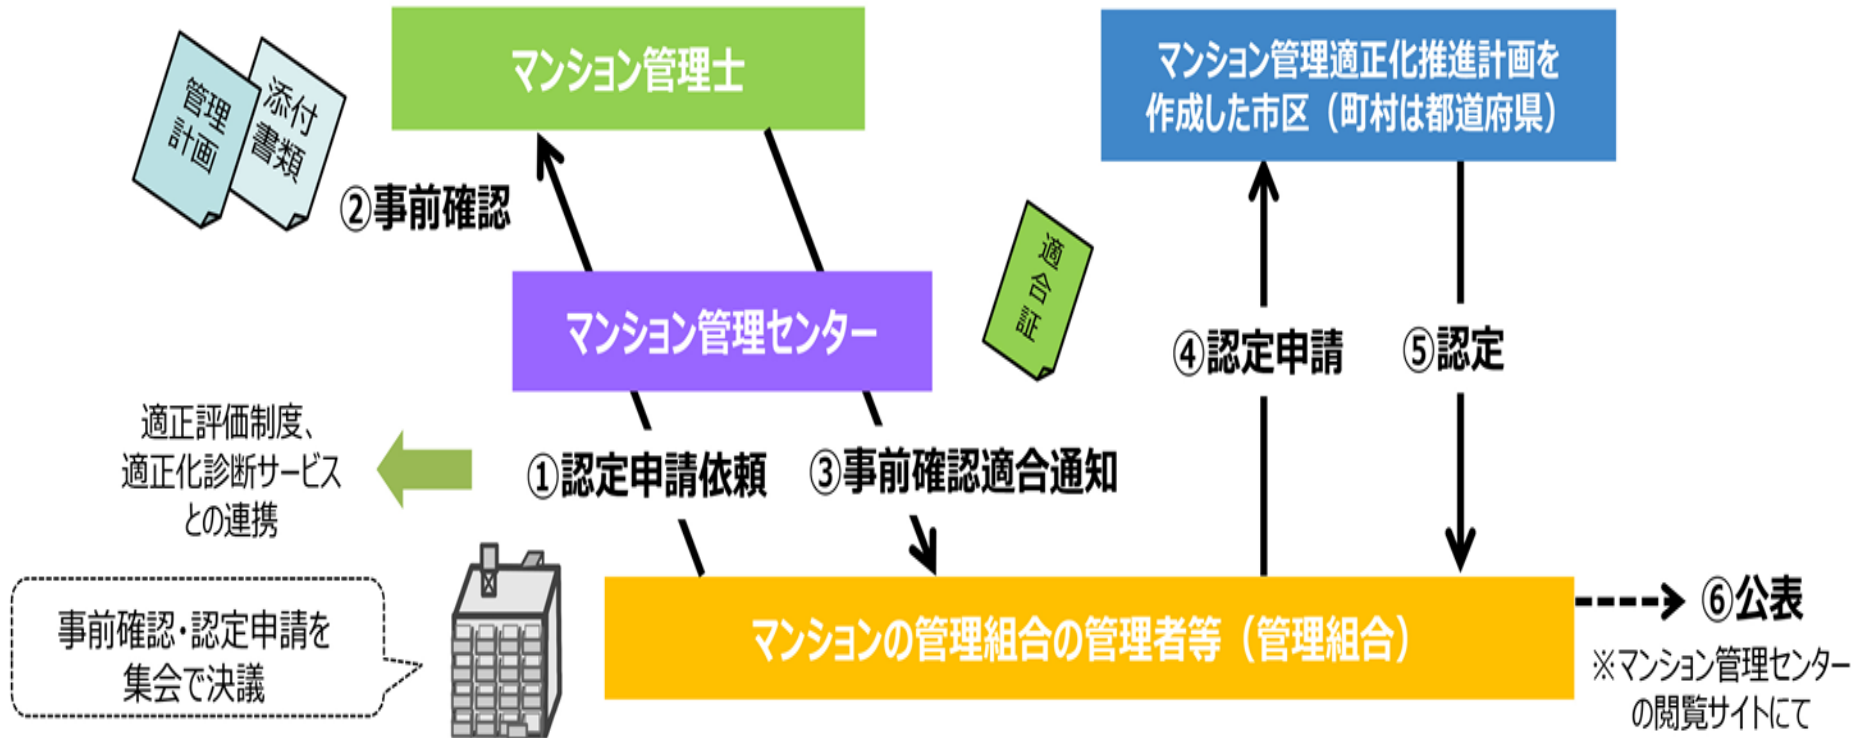 マンション管理士
マンション管理適正化推進計画を
作成した市区（町村は都道府県）
管理
計画
添付
書類
②事前確認
適合証
マンション管理センター
④認定申請
⑤認定
適正評価制度、
適正化診断サービス
との連携
①認定申請依頼
③事前確認適合通知
事前確認・認定申請を
集会で決議
マンションの管理組合の管理者等（管理組合）
⑥公表
※マンション管理センター
の閲覧サイトにて